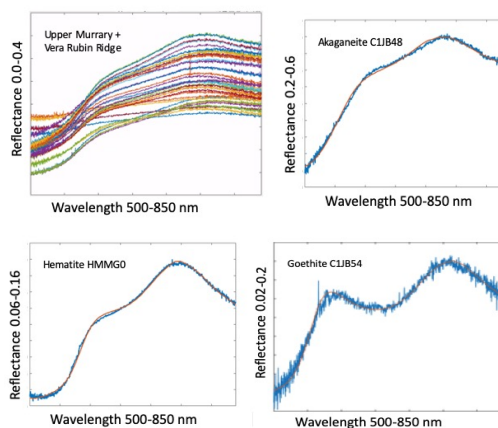 Upper Murrary +
Vera Rubin Ridge
Reflectance 0.0-0.4
Wavelength 500-850 nm
Akaganeite C1JB48
Reflectance 0.2-0.6
Wavelength 500-850 nm
Hematite HMMG0
Reflectance 0.06-0.16
Wavelength 500-850 nm
Goethite C1JB54
Reflectance 0.02-0.2
Wavelength 500-850 nm